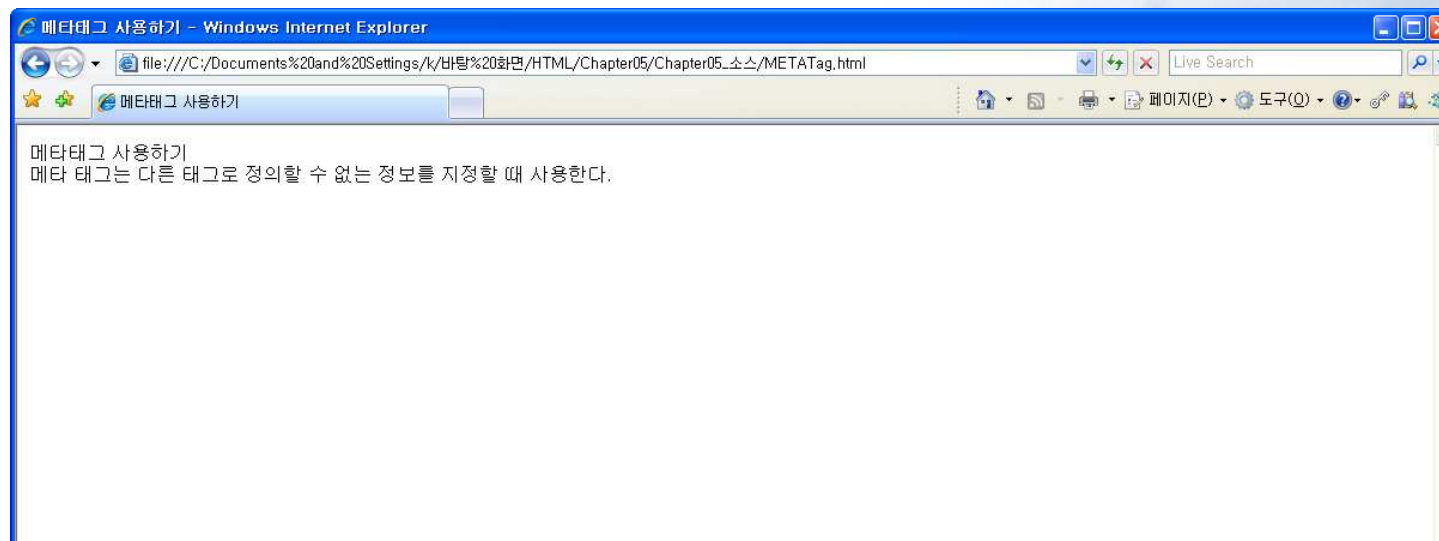 메타태그 사용하기 - Windows Internet Explorer
file:///C:/Documents%20and%20Settings/k/바탕%20화면/HTML/Chapter05/Chapter05_소스/METATag.html
Live Search
메타태그 사용하기
페이지(P)
도구(O)
메타태그 사용하기
메타 태그는 다른 태그로 정의할 수 없는 정보를 지정할 때 사용한다.